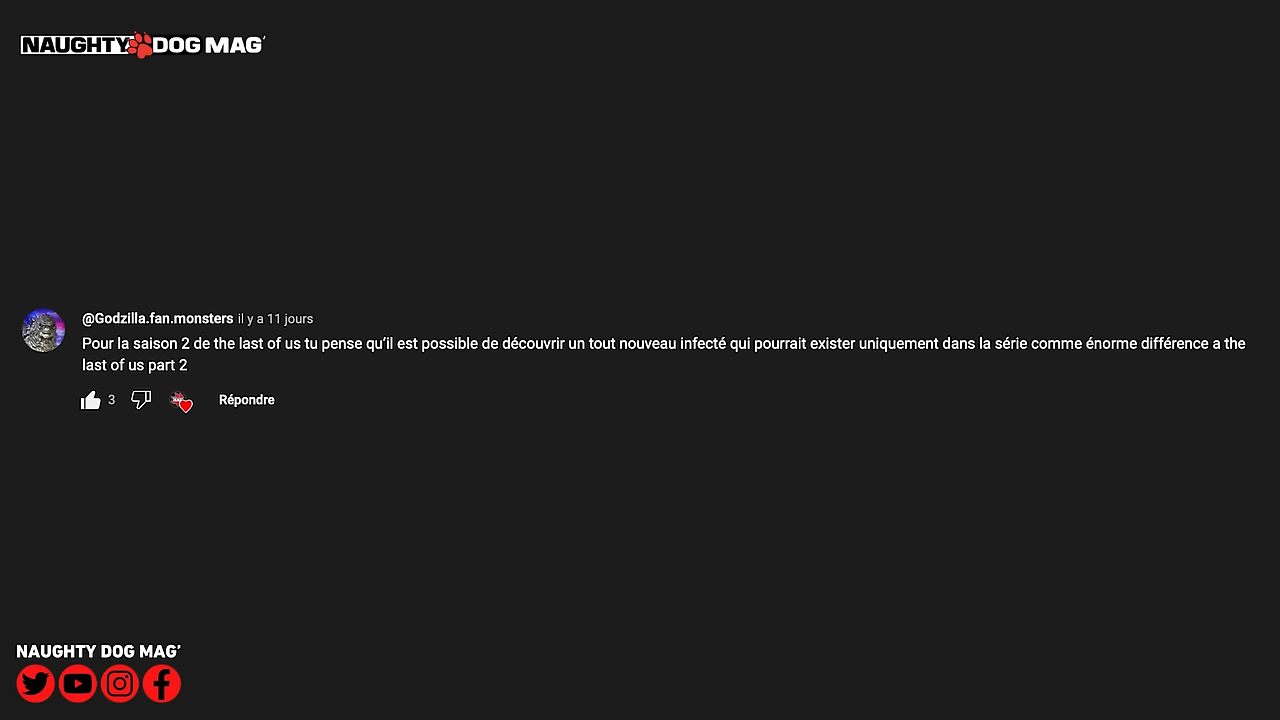 NAUGHTY DOG MAG'
@Godzilla.fan.monsters il y a 11 jours
Pour la saison 2 de the last of us tu pense qu’il est possible de découvrir un tout nouveau infecté qui pourrait exister uniquement dans la série comme énorme différence a the
last of us part 2
3
Répondre
NAUGHTY DOG MAG'